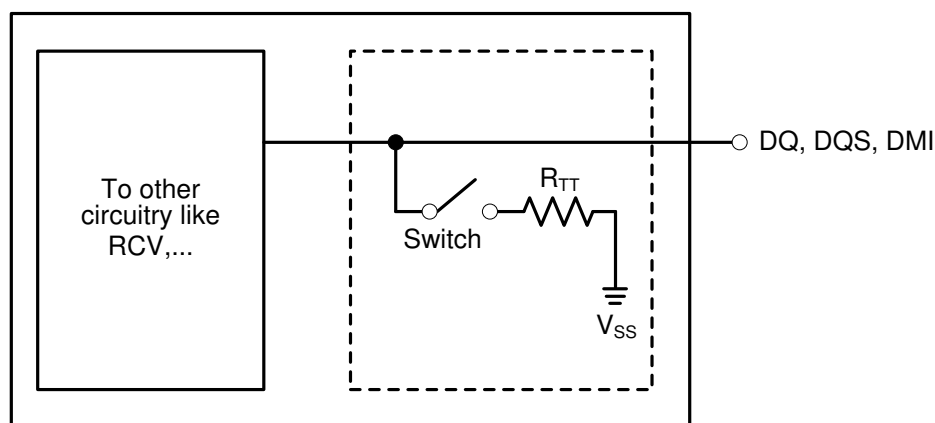 To other
circuitry like
RCV,...
DQ, DQS, DMI
RTT
Switch
VSS